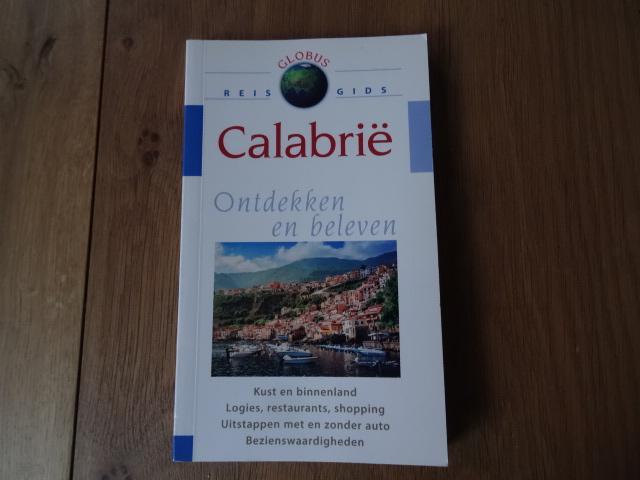 GLOBUS
REIS GIDS
Calabrië
Ontdekken
en beleven
Kust en binnenland
Logies, restaurants, shopping
Uitstappen met en zonder auto
Bezienswaardigheden